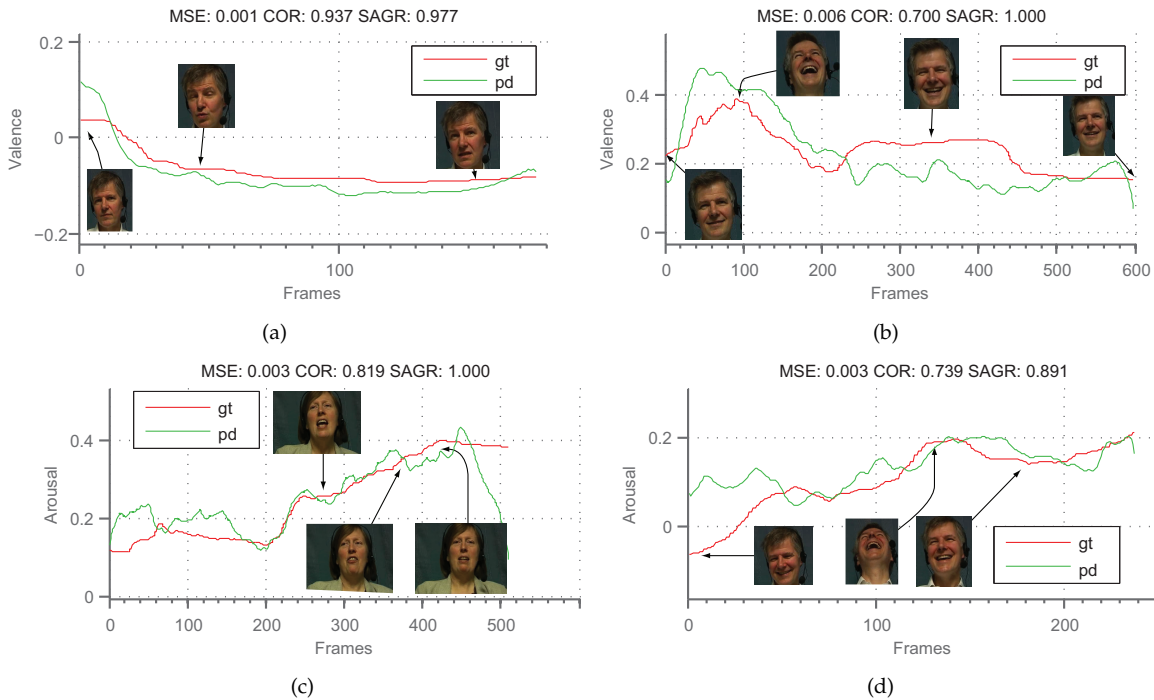 MSE: 0.001 COR: 0.937 SAGR: 0.977
0.2
0
−0.2
Valence
gt
pd
0
100
Frames
(a)
MSE: 0.006 COR: 0.700 SAGR: 1.000
0.4
0.2
0
Valence
gt
pd
0
100
200
300
400
500
600
Frames
(b)
MSE: 0.003 COR: 0.819 SAGR: 1.000
0.4
0.2
0
Arousal
gt
pd
0
100
200
300
400
500
Frames
(c)
MSE: 0.003 COR: 0.739 SAGR: 0.891
0.2
0
Arousal
gt
pd
0
100
200
Frames
(d)